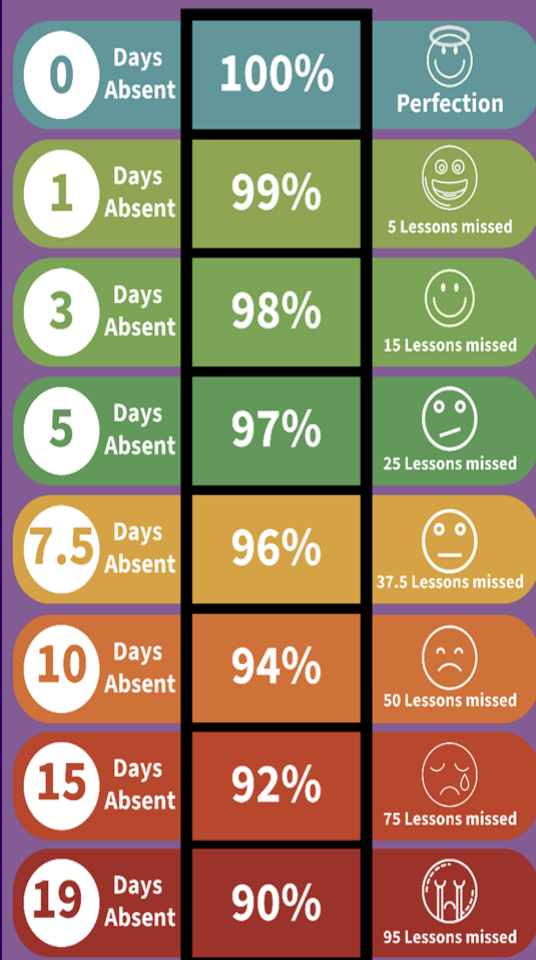 0
Days
Absent
100%
Perfection
1
Days
Absent
99%
5 Lessons missed
3
Days
Absent
98%
15 Lessons missed
5
Days
Absent
97%
25 Lessons missed
7.5
Days
Absent
96%
37.5 Lessons missed
10
Days
Absent
94%
50 Lessons missed
15
Days
Absent
92%
75 Lessons missed
19
Days
Absent
90%
95 Lessons missed